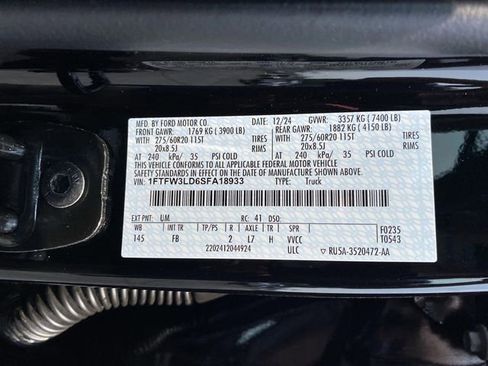 MFD. BY FORD MOTOR CO. 12/24 GVWR: 3357 KG ( 7400 LB)
FRONT GAWR: 1769 KG ( 3900 LB) REAR GAWR: 1882 KG ( 4150 LB)
WITH 275/60R20 115T WITH 275/60R20 115T
20x8.5J 20x8.5J
AT 240 kPa/ 35 PSI COLD AT 240 kPa/ 35 PSI COLD
THIS VEHICLE CONFORMS TO ALL APPLICABLE FEDERAL MOTOR VEHICLE
SAFETY STANDARDS IN EFFECT ON THE DATE OF MANUFACTURE SHOWN ABOVE.
VIN: 1FTFW3LD6SFA18933 Type: Truck
EXT PNT: UM RC: 41 DSO: F0235
WB INT TR TP/PS R AXLE TR SPR T0543
145 FB 2 L7 H VVCC
2202412044924 ULC RU5A-3520472-AA